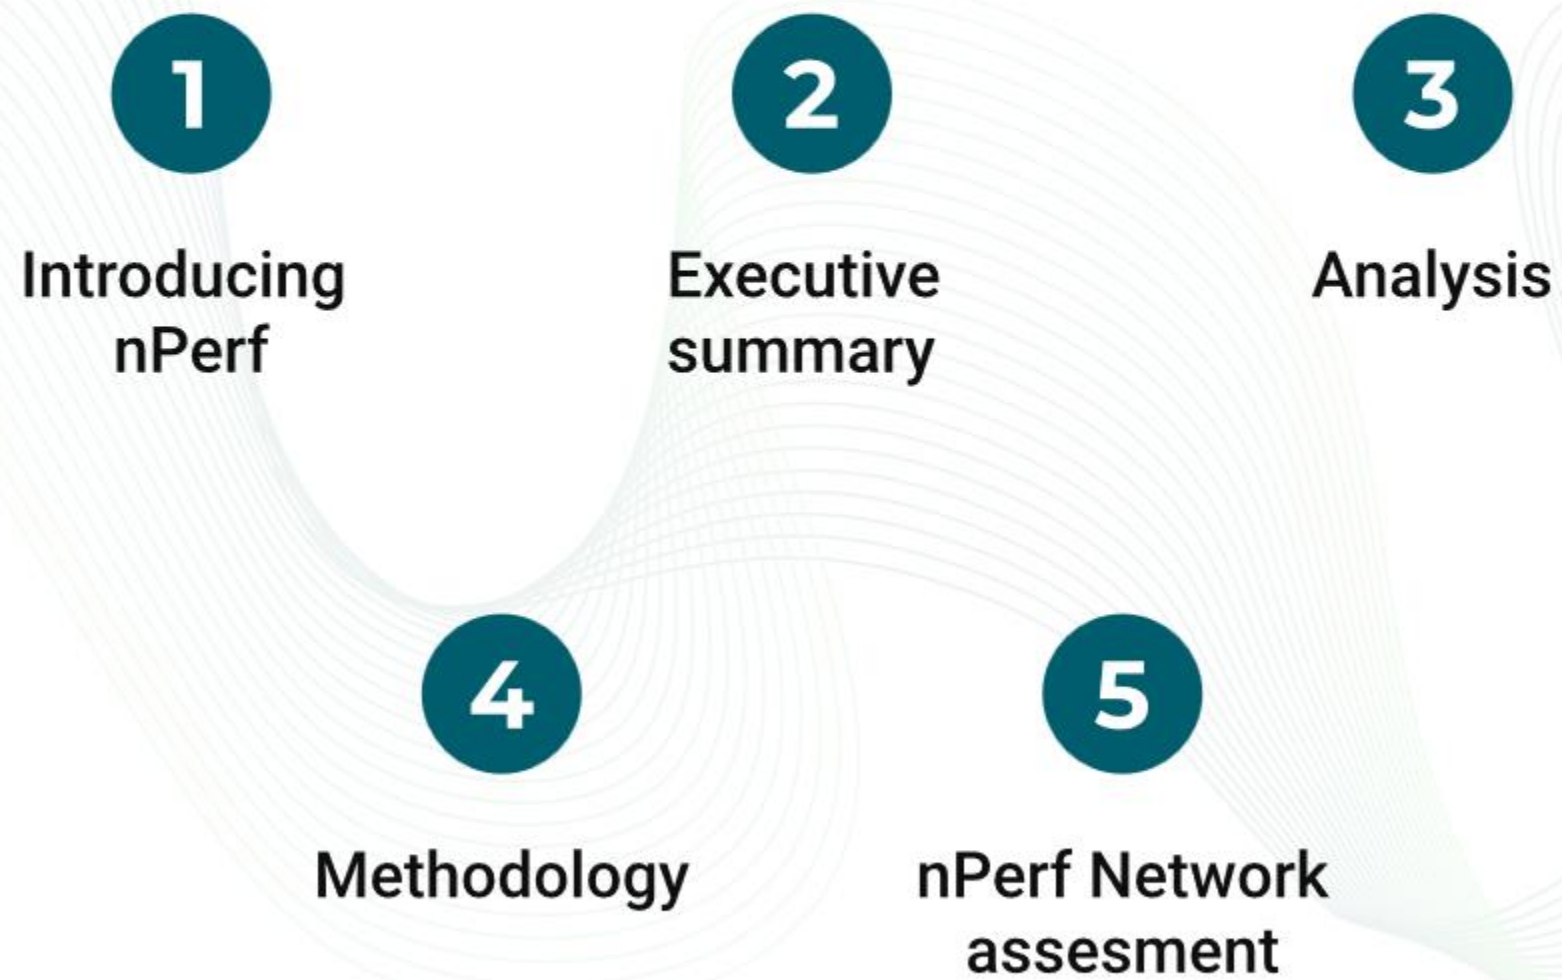 1
Introducing
nPerf
2
Executive
summary
3
Analysis
4
Methodology
5
nPerf Network
assesment